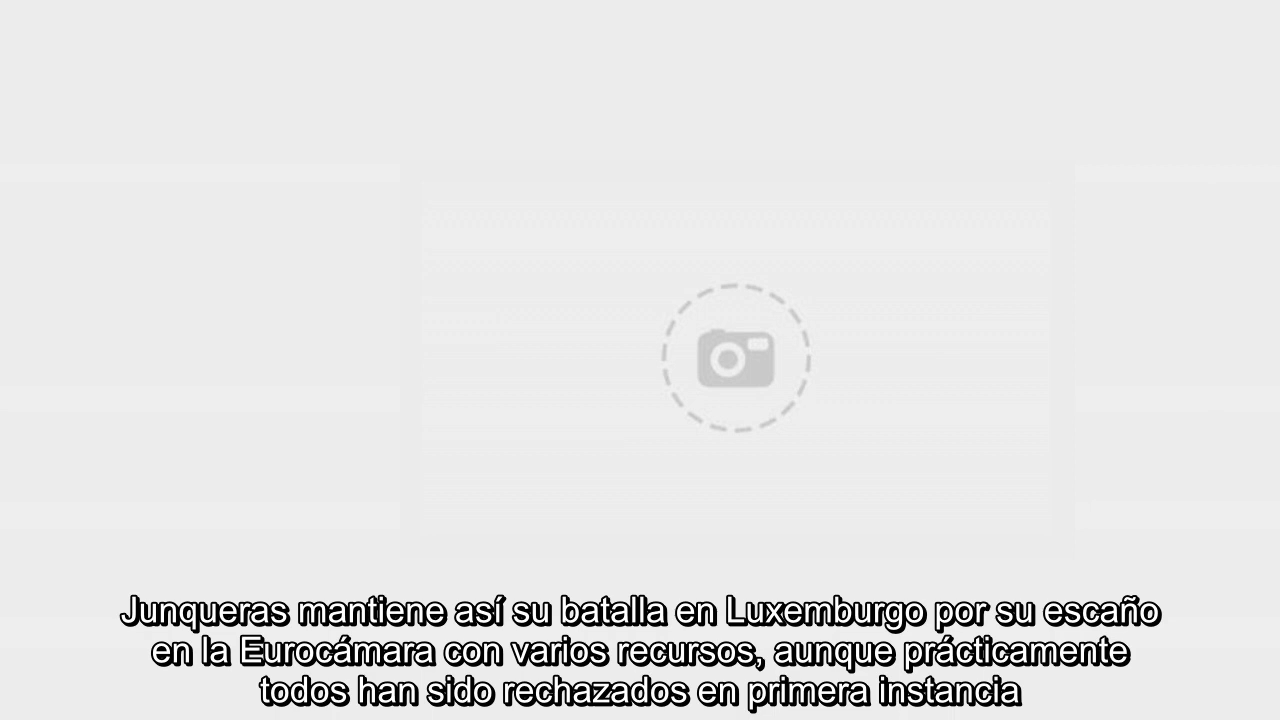 Junqueras mantiene así su batalla en Luxemburgo por su escaño
en la Eurocámara con varios recursos, aunque prácticamente
todos han sido rechazados en primera instancia